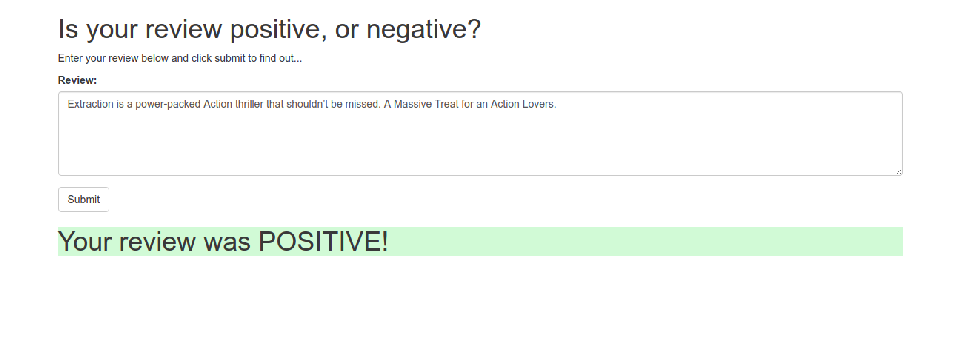 Is your review positive, or negative?
Enter your review below and click submit to find out...
Review:
Extraction is a power-packed Action thriller that shouldn't be missed. A Massive Treat for an Action Lovers.
Submit
Your review was POSITIVE!